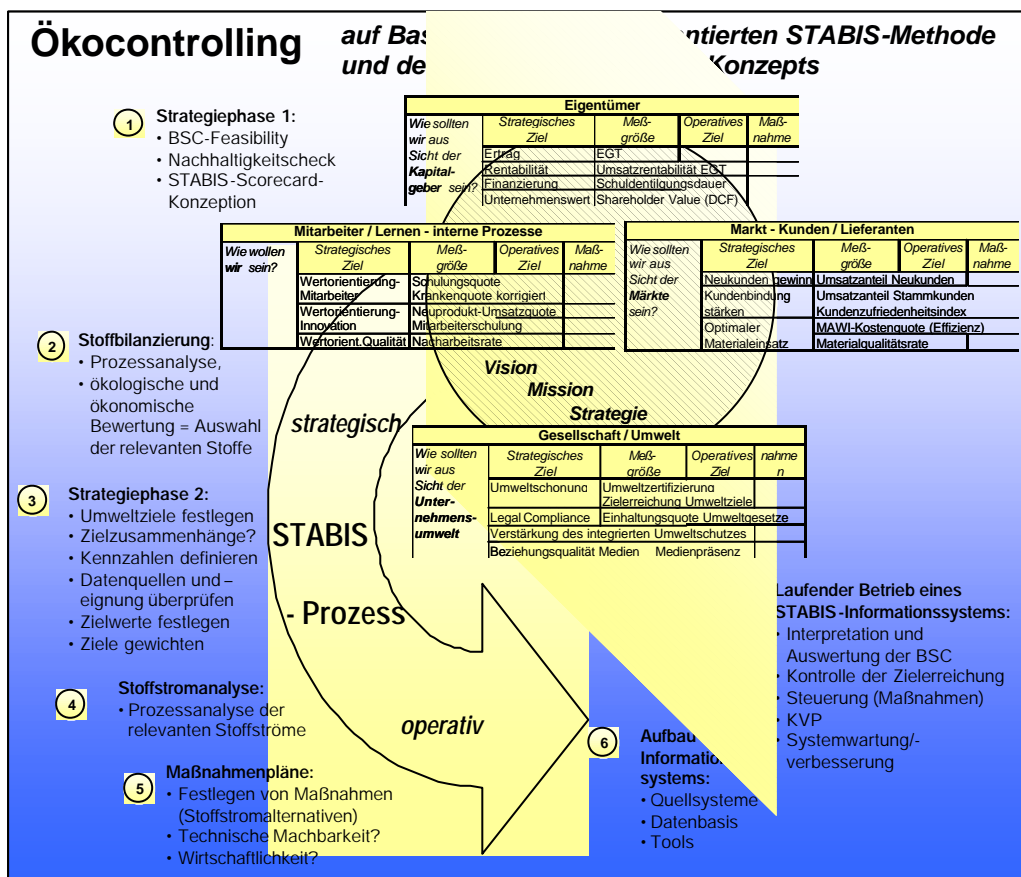 Ökocontrolling
auf Bas ntierten STABIS-Methode
und de Konzepts
1
Strategiephase 1:
• BSC-Feasibility
• Nachhaltigkeitscheck
• STABIS-Scorecard-
Konzeption
Eigentümer
Wie sollten wir aus Sicht der Kapital-geber sein?
Strategisches Ziel Meß-größe Operatives Ziel Maß-nahme
Ertrag EGT
Rentabilität Umsatzrentabilität EGT
Finanzierung Schuldentilgungsdauer
Unternehmenswert Shareholder Value (DCF)
Mitarbeiter / Lernen - interne Prozesse
Wie wollen wir sein?
Strategisches Ziel Meß-größe Operatives Ziel Maß-nahme
Wertorientierung- Schulungsquote
Mitarbeiter Krankenquote korrigiert
Wertorientierung- Neuprodukt-Umsatzquote
Innovation Mitarbeiterschulung
Wertorient.Qualität Nacharbeitsrate
Markt - Kunden / Lieferanten
Wie sollten wir aus Sicht der Märkte sein?
Strategisches Ziel Meß-größe Operatives Ziel Maß-nahme
Neukunden gewinn Umsatzanteil Neukunden
Kundenbindung Umsatzanteil Stammkunden
stärken Kundenzufriedenheitsindex
Optimaler MAWI-Kostenquote (Effizienz)
Materialeinsatz Materialqualitätsrate
2
Stoffbilanzierung:
• Prozessanalyse,
• ökologische und
ökonomische
Bewertung = Auswahl
der relevanten Stoffe
Vision
Mission
Strategie
strategisch
Gesellschaft / Umwelt
Wie sollten wir aus Sicht der Unter-nehmens-umwelt
Strategisches Ziel Meß-größe Operatives Ziel nahme n
Umweltschonung Umweltzertifizierung
Zielerreichung Umweltziele
Legal Compliance Einhaltungsquote Umweltgesetze
Verstärkung des integrierten Umweltschutzes
Beziehungsqualität Medien Medienpräsenz
3
Strategiephase 2:
• Umweltziele festlegen
• Zielzusammenhänge?
• Kennzahlen definieren
• Datenquellen und –
eignung überprüfen
• Zielwerte festlegen
• Ziele gewichten
STABIS
- Prozess
operativ
4
Stoffstromanalyse:
• Prozessanalyse der
relevanten Stoffströme
5
Maßnahmenpläne:
• Festlegen von Maßnahmen
(Stoffstromalternativen)
• Technische Machbarkeit?
• Wirtschaftlichkeit?
6
Aufbau
Information
systems:
• Quellsysteme
• Datenbasis
• Tools
Laufender Betrieb eines
STABIS-Informationssystems:
• Interpretation und
Auswertung der BSC
• Kontrolle der Zielerreichung
• Steuerung (Maßnahmen)
• KVP
• Systemwartung/-
verbesserung